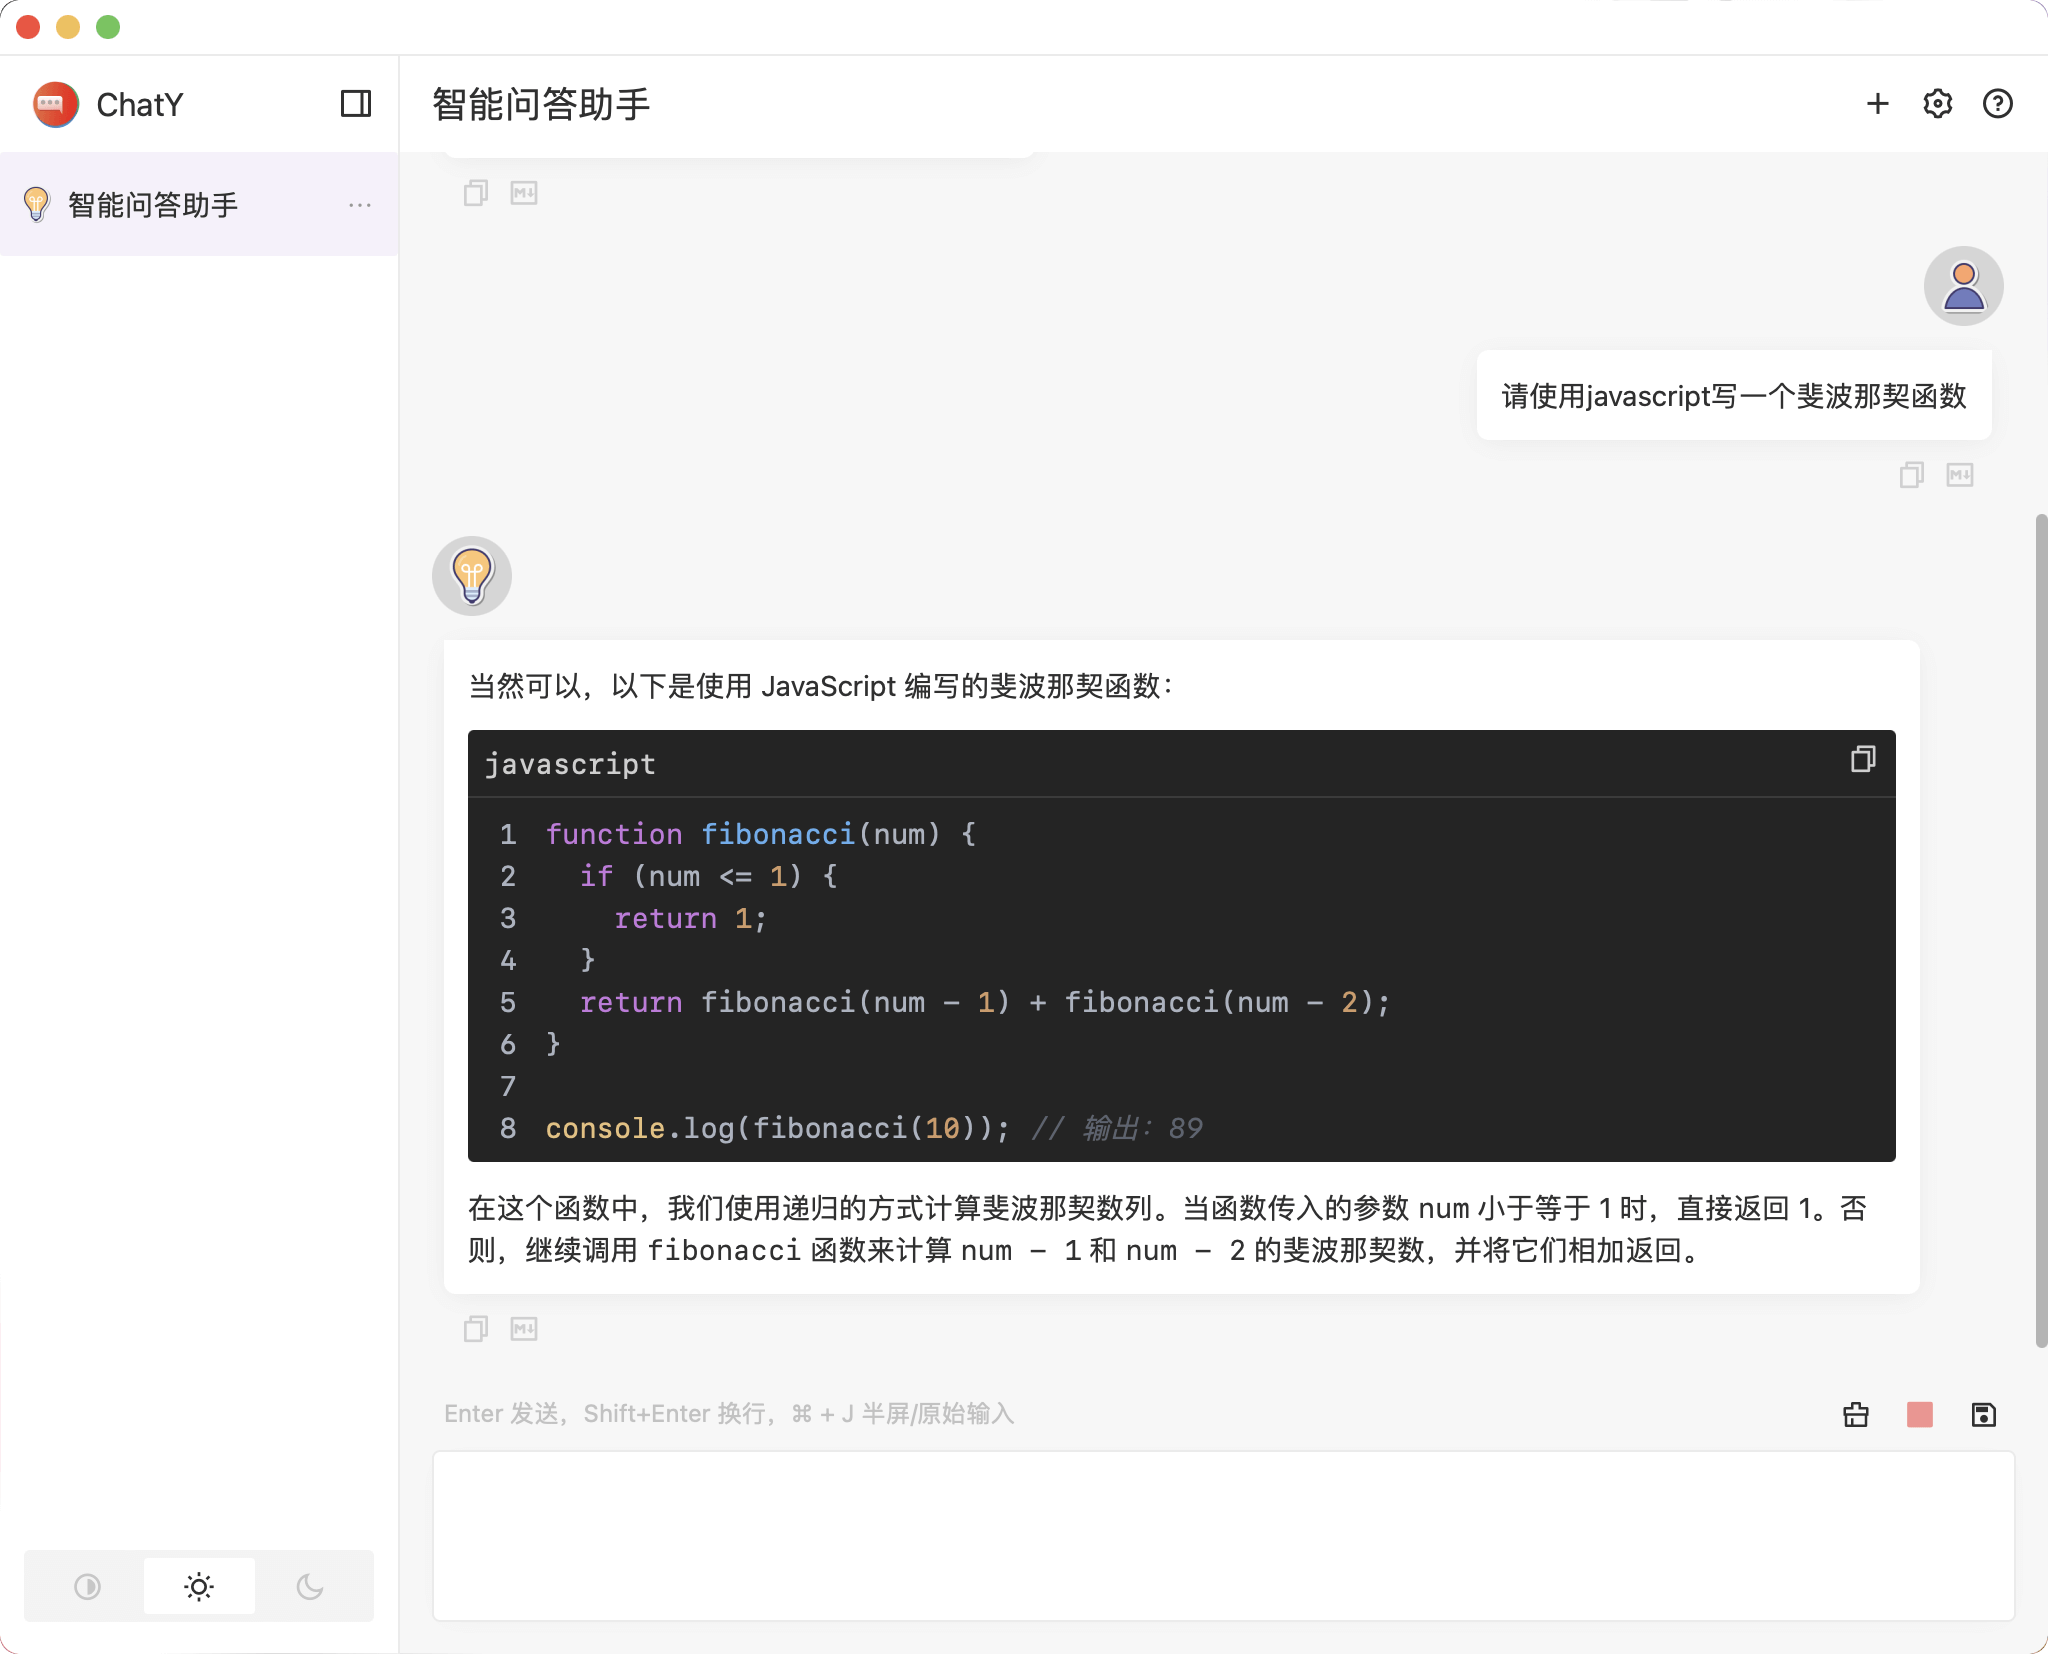 ChatY
智能问答助手
智能问答助手
请使用javascript写一个斐波那契函数
当然可以，以下是使用 JavaScript 编写的斐波那契函数：
javascript
1 function fibonacci(num) {
2   if (num <= 1) {
3     return 1;
4   }
5   return fibonacci(num - 1) + fibonacci(num - 2);
6 }
7
8 console.log(fibonacci(10)); // 输出：89
在这个函数中，我们使用递归的方式计算斐波那契数列。当函数传入的参数 num 小于等于 1 时，直接返回 1。否
则，继续调用 fibonacci 函数来计算 num - 1 和 num - 2 的斐波那契数，并将它们相加返回。
Enter 发送，Shift+Enter 换行，⌘ + J 半屏/原始输入